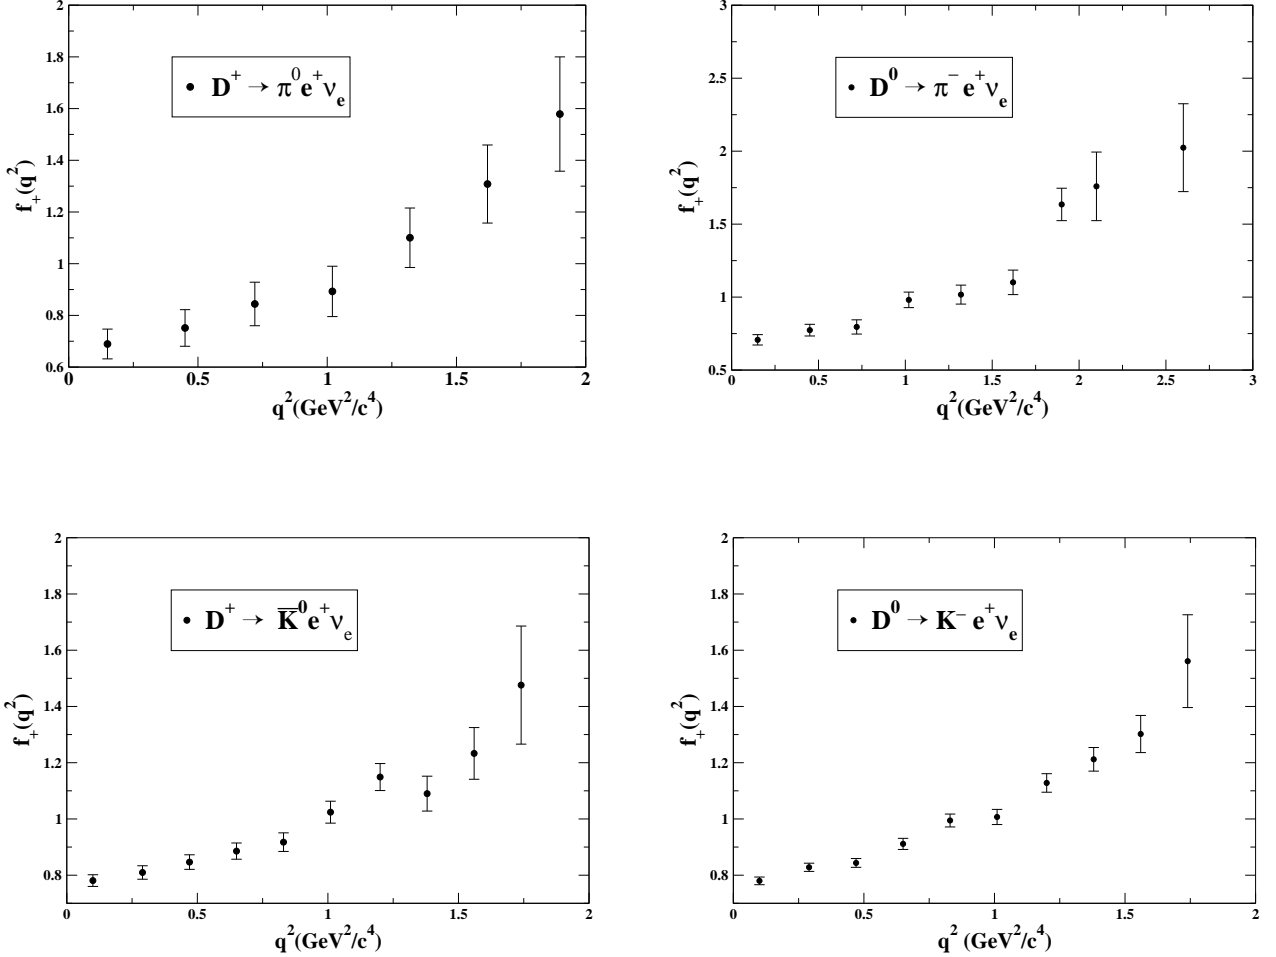 2
1.8
1.6
1.4
1.2
1
0.8
0.6
0 0.5 1 1.5 2
f₊(q²)
q²(GeV²/c⁴)
D⁺ → π⁰ e⁺ νₑ
3
2.5
2
1.5
1
0.5
0 0.5 1 1.5 2 2.5 3
f₊(q²)
q²(GeV²/c⁴)
D⁰ → π⁻ e⁺ νₑ
2
1.8
1.6
1.4
1.2
1
0.8
0 0.5 1 1.5 2
f₊(q²)
q²(GeV²/c⁴)
D⁺ → K̅⁰ e⁺ νₑ
2
1.8
1.6
1.4
1.2
1
0.8
0 0.5 1 1.5 2
f₊(q²)
q² (GeV²/c⁴)
D⁰ → K⁻ e⁺ νₑ